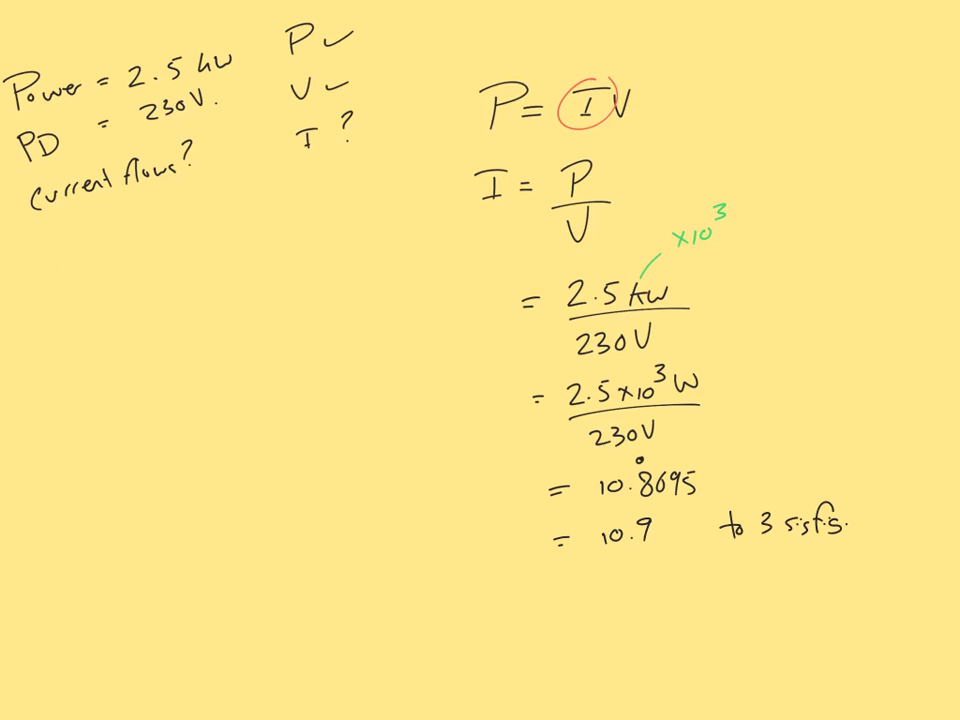 Power = 2.5 kW
PD = 230V.
Current flows?
P ✓
V ✓
I ?
P = IV
I = P/V
×10³
= 2.5 kW / 230V
= 2.5 ×10³ W / 230V
= 10.8695
= 10.9 to 3 s.f.s.